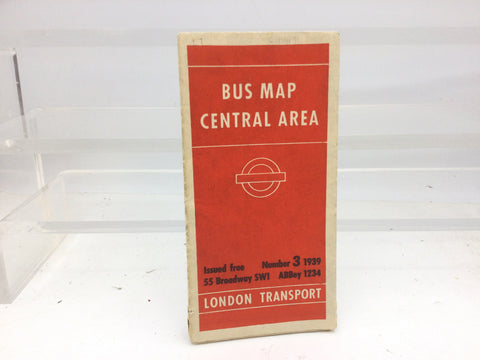 BUS MAP
CENTRAL AREA
Issued free Number 3 1939
55 Broadway SW1 ABBey 1234
LONDON TRANSPORT